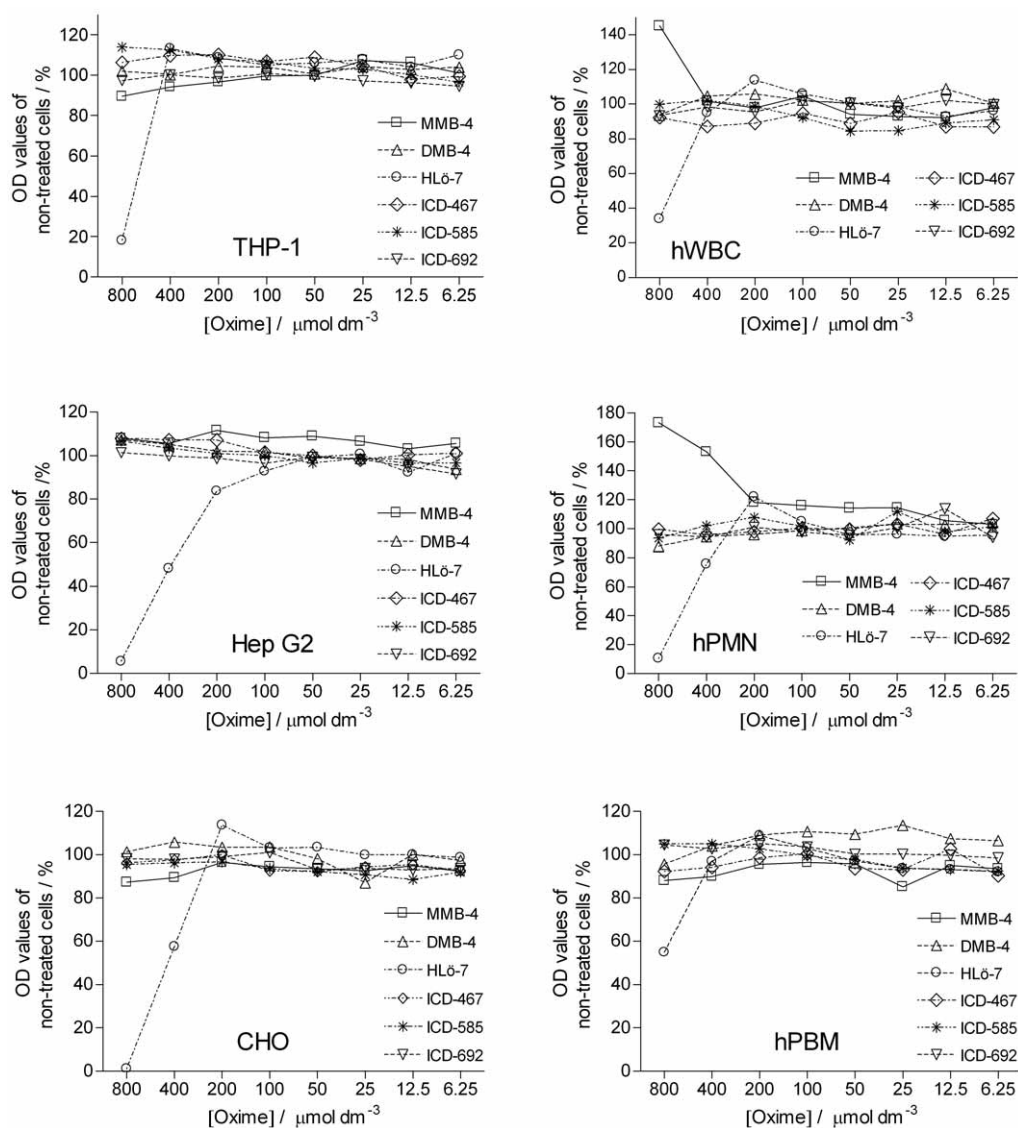 120
100
80
60
40
20
0
OD values of
non-treated cells / %
MMB-4
DMB-4
HLö-7
ICD-467
ICD-585
ICD-692
THP-1
800 400 200 100 50 25 12.5 6.25
[Oxime] / μmol dm⁻³
140
120
100
80
60
40
20
0
OD values of
non-treated cells / %
MMB-4 ICD-467
DMB-4 ICD-585
HLö-7 ICD-692
hWBC
800 400 200 100 50 25 12.5 6.25
[Oxime] / μmol dm⁻³
120
100
80
60
40
20
0
OD values of
non-treated cells /%
MMB-4
DMB-4
HLö-7
ICD-467
ICD-585
ICD-692
Hep G2
800 400 200 100 50 25 12.5 6.25
[Oxime] / μmol dm⁻³
180
160
140
120
100
80
60
40
20
0
OD values of
non-treated cells / %
MMB-4 ICD-467
DMB-4 ICD-585
HLö-7 ICD-692
hPMN
800 400 200 100 50 25 12.5 6.25
[Oxime] / μmol dm⁻³
120
100
80
60
40
20
0
OD values of
non-treated cells / %
MMB-4
DMB-4
HLö-7
ICD-467
ICD-585
ICD-692
CHO
800 400 200 100 50 25 12.5 6.25
[Oxime] / μmol dm⁻³
120
100
80
60
40
20
0
OD values of
non-treated cells / %
MMB-4
DMB-4
HLö-7
ICD-467
ICD-585
ICD-692
hPBM
800 400 200 100 50 25 12.5 6.25
[Oxime] / μmol dm⁻³